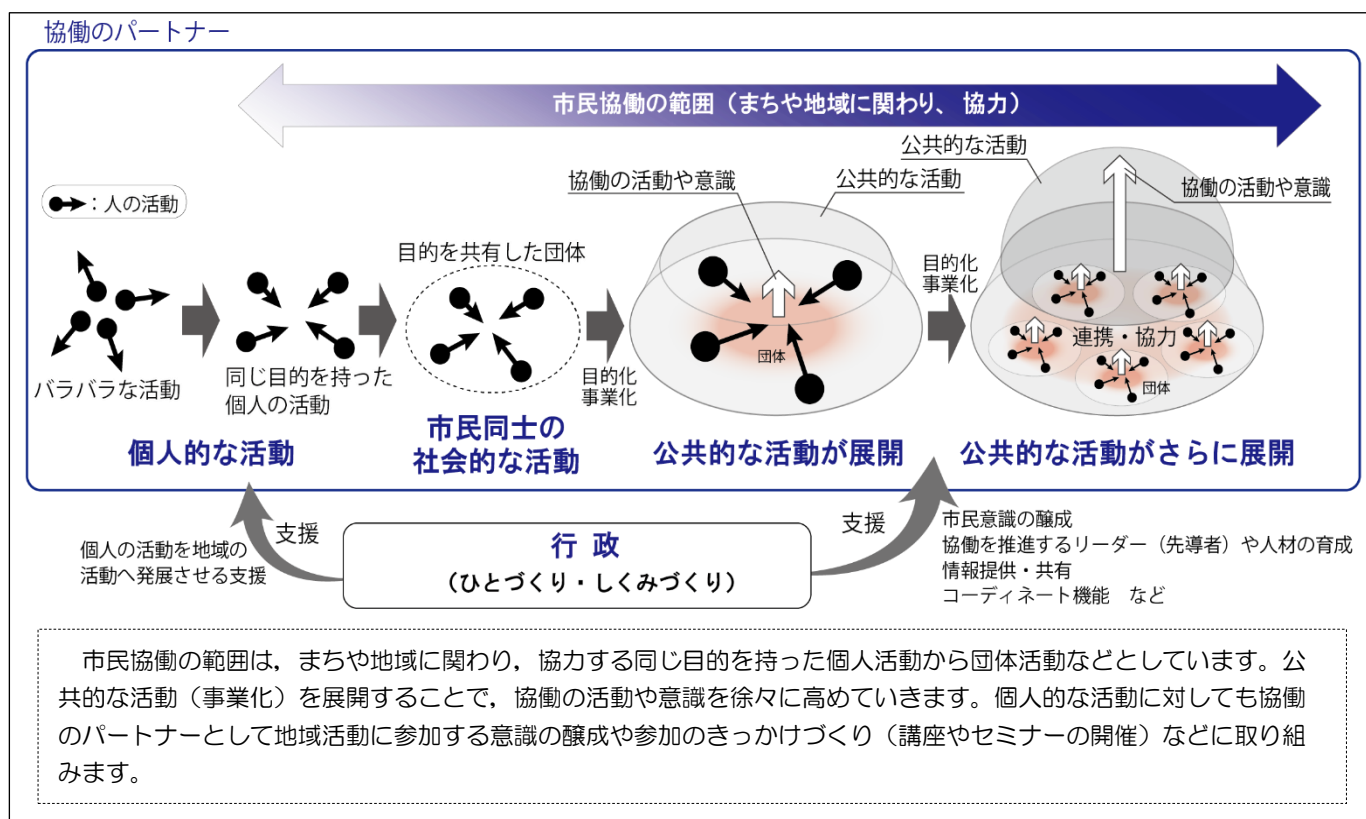 協働のパートナー
市民協働の範囲（まちや地域に関わり、協力）
公共的な活動
協働の活動や意識
公共的な活動
協働の活動や意識
：人の活動
目的を共有した団体
目的化
事業化
連携・協力
団体
団体
バラバラな活動
同じ目的を持った
個人の活動
目的化
事業化
個人的な活動
市民同士の
社会的な活動
公共的な活動が展開
公共的な活動がさらに展開
支援
個人の活動を地域の
活動へ発展させる支援
行 政
（ひとづくり・しくみづくり）
支援
市民意識の醸成
協働を推進するリーダー（先導者）や人材の育成
情報提供・共有
コーディネート機能　など
　市民協働の範囲は，まちや地域に関わり，協力する同じ目的を持った個人活動から団体活動などとしています。公
共的な活動（事業化）を展開することで，協働の活動や意識を徐々に高めていきます。個人的な活動に対しても協働
のパートナーとして地域活動に参加する意識の醸成や参加のきっかけづくり（講座やセミナーの開催）などに取り組
みます。